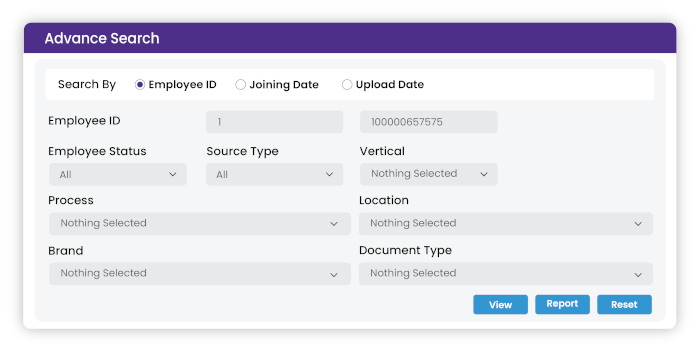 Advance Search
Search By Employee ID Joining Date Upload Date
Employee ID 1 100000657575
Employee Status Source Type Vertical
All All Nothing Selected
Process Location
Nothing Selected Nothing Selected
Brand Document Type
Nothing Selected Nothing Selected
View Report Reset